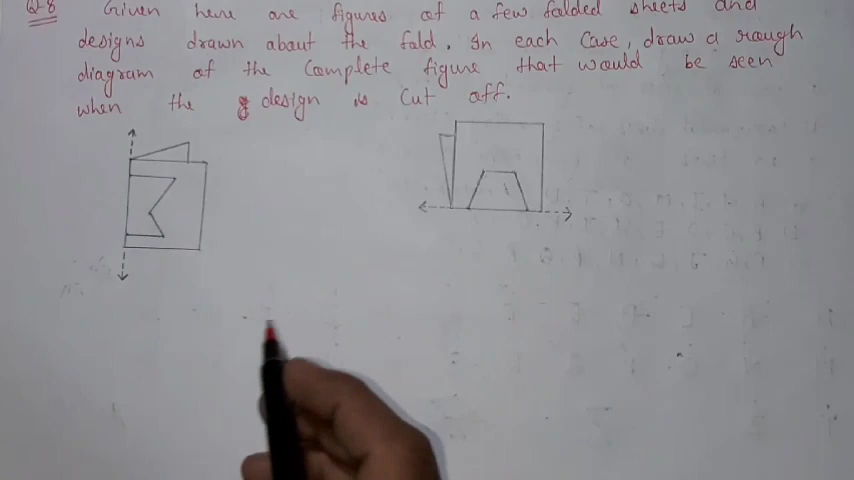 Q-8 Given here are figures of a few folded sheets and
designs drawn about the fold. In each case, draw a rough
diagram of the complete figure that would be seen
when the design is cut off.